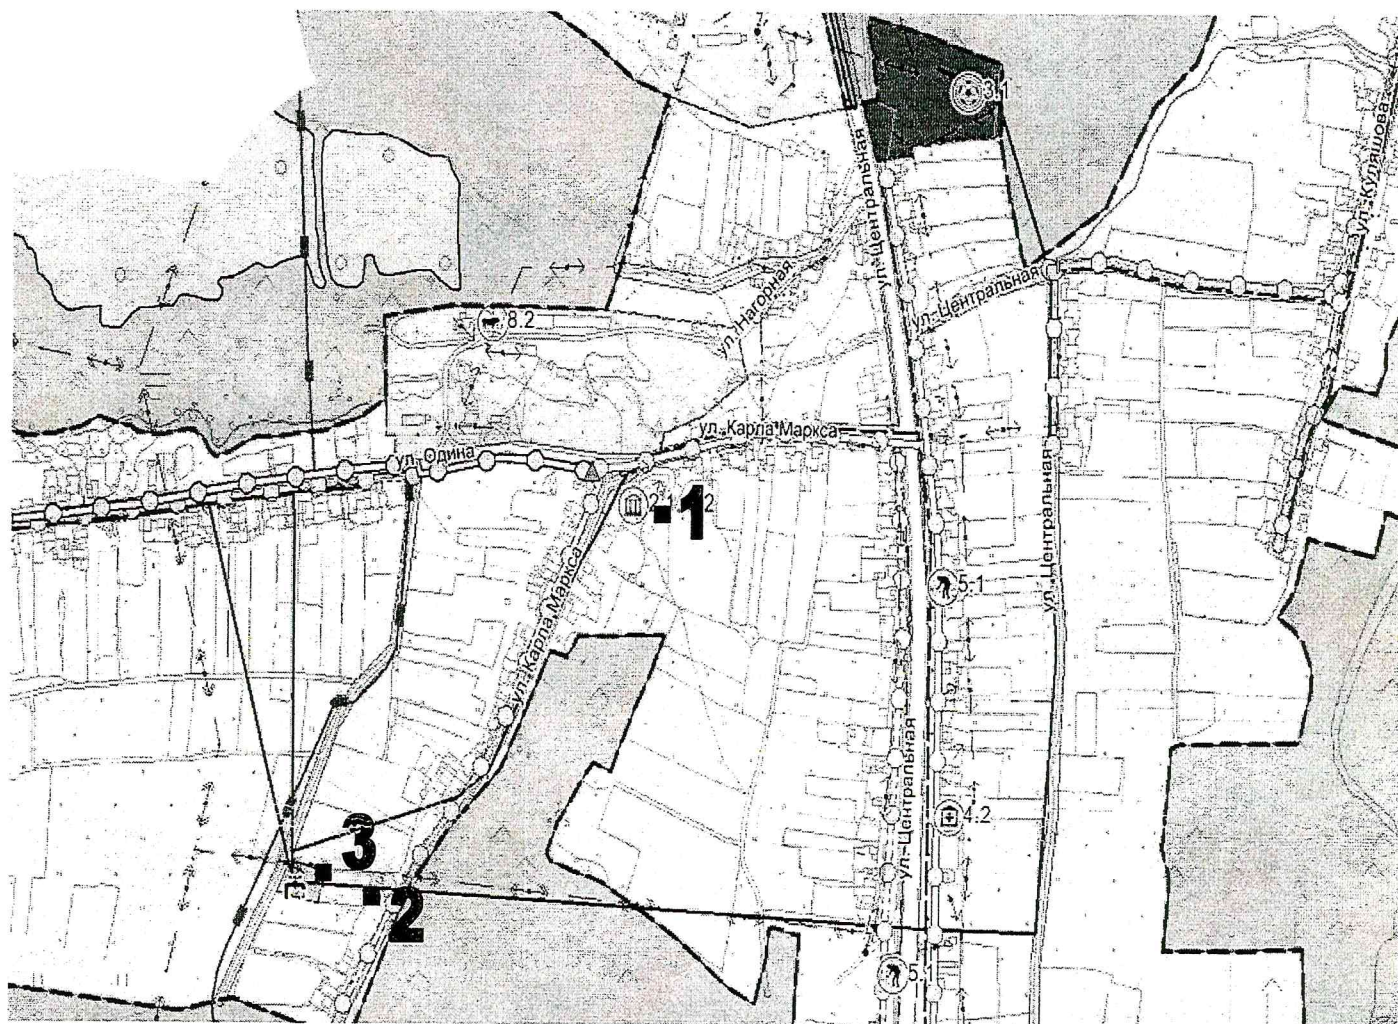 3.1
ул. Куляшова
ул. Центральная
ул. Нагорная
ул. Центральная
8.2
ул. Карла Маркса
ул. Одина
2.1
2
1
ул. Карла Маркса
5.1
ул. Центральная
ул. Центральная
4.2
3
2
5.1